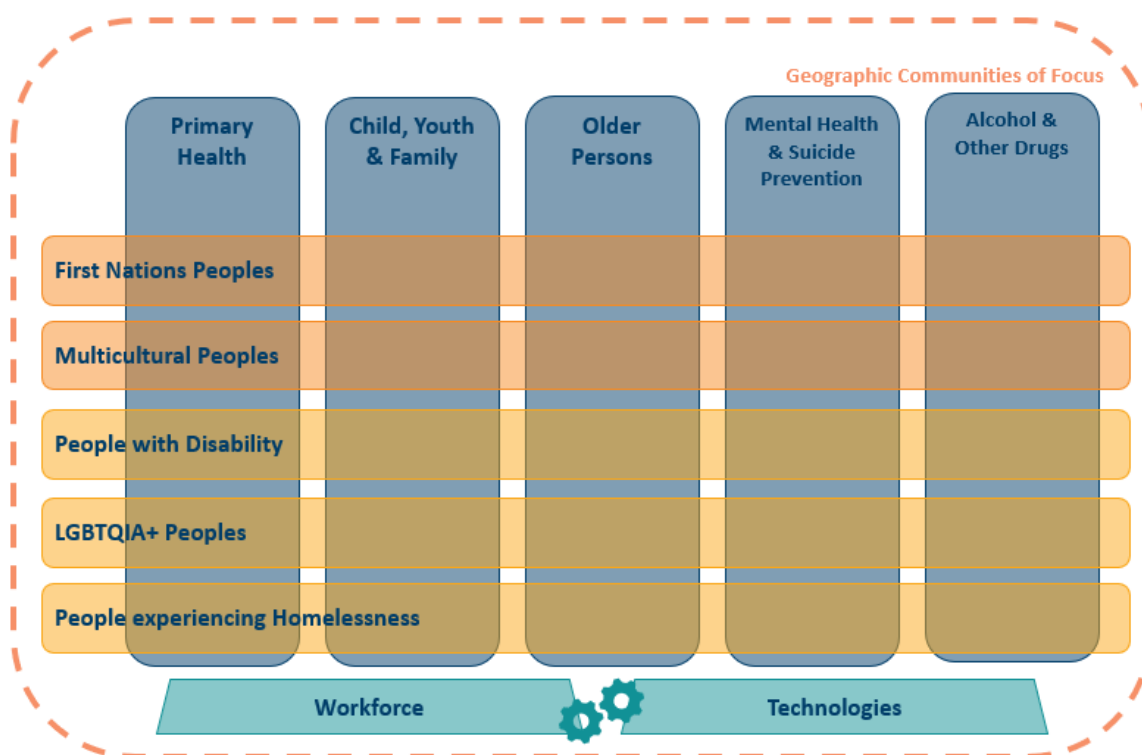 Geographic Communities of Focus
Primary
Health
Child, Youth
& Family
Older
Persons
Mental Health
& Suicide
Prevention
Alcohol &
Other Drugs
First Nations Peoples
Multicultural Peoples
People with Disability
LGBTQIA+ Peoples
People experiencing Homelessness
Workforce
Technologies